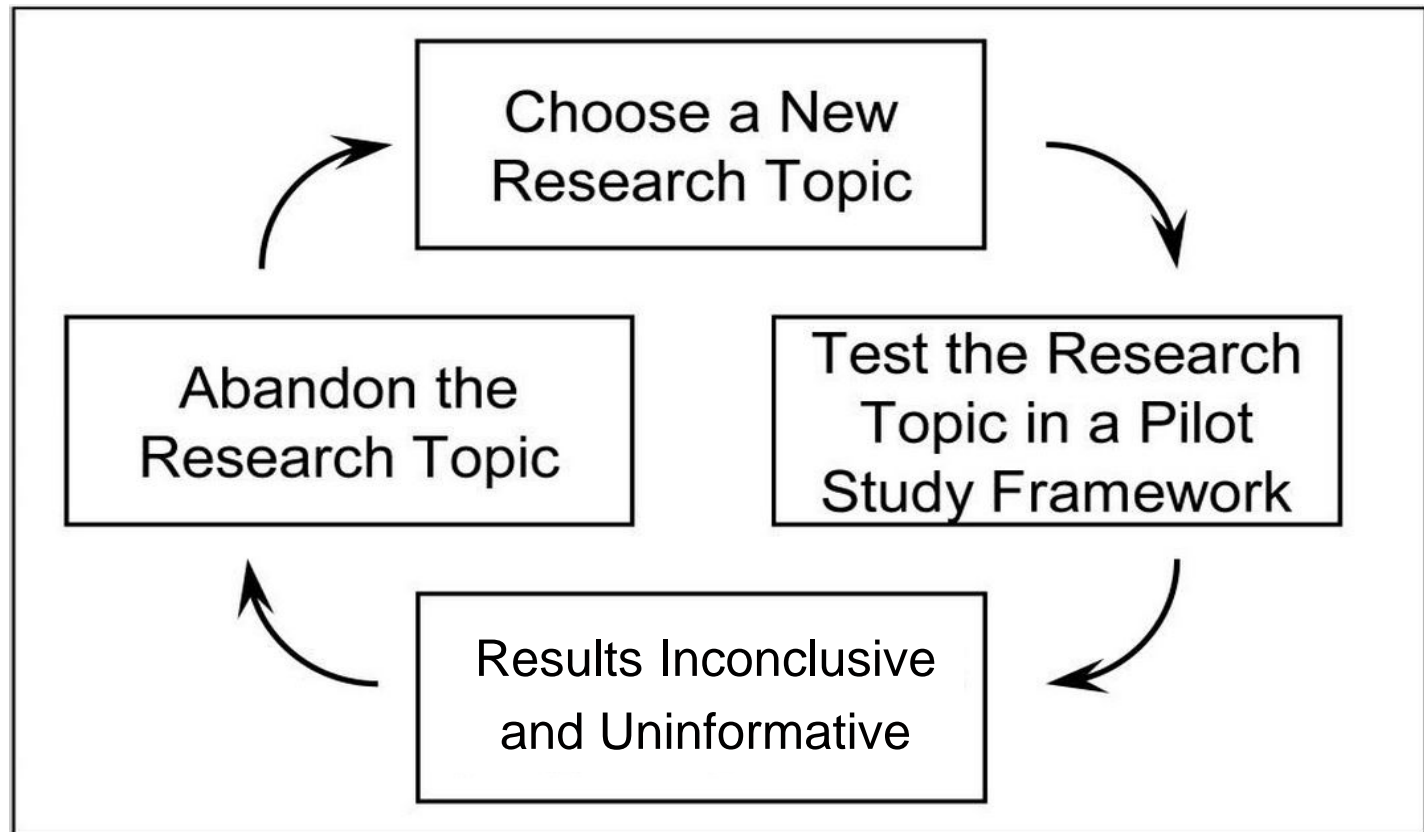 Choose a New
Research Topic
Test the Research
Topic in a Pilot
Study Framework
Results Inconclusive
and Uninformative
Abandon the
Research Topic